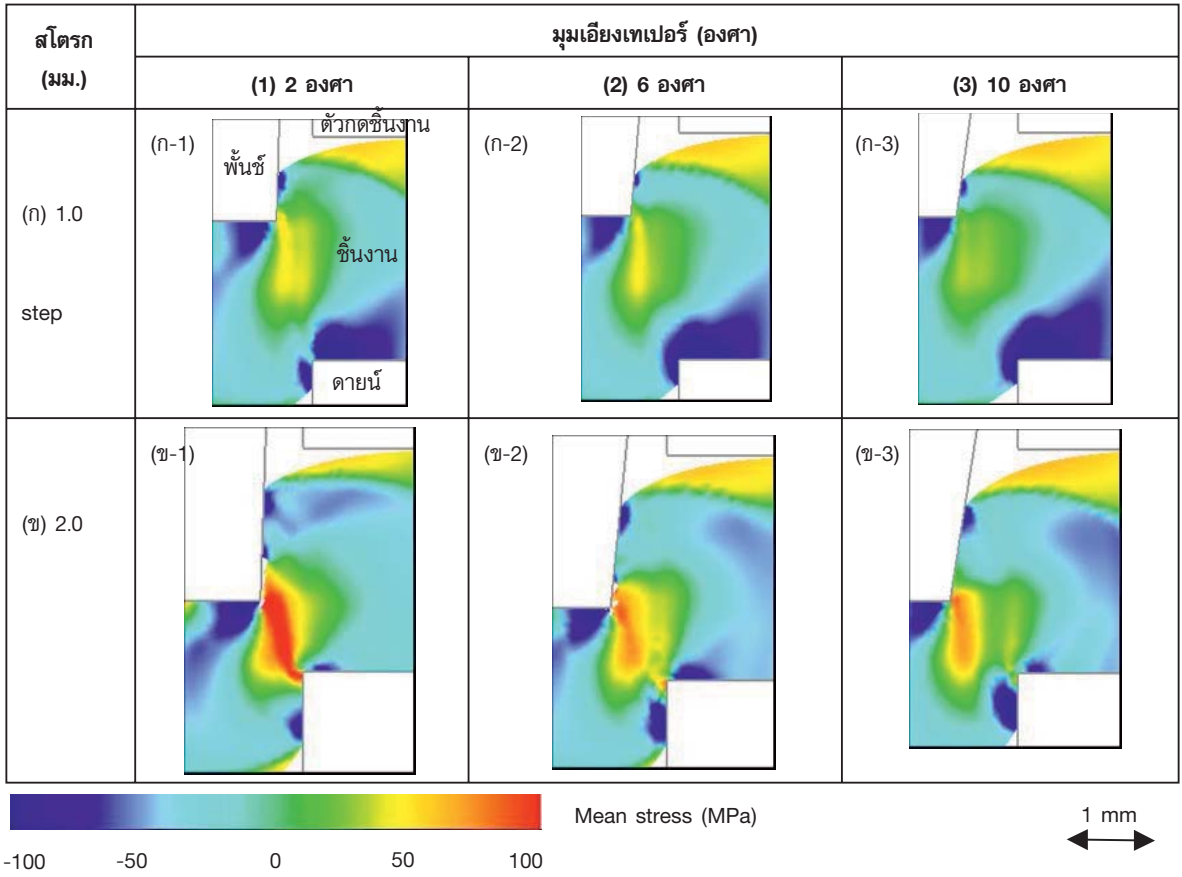 สโตรก
(มม.)
มุมเอียงเทเปอร์ (องศา)
(1) 2 องศา
(2) 6 องศา
(3) 10 องศา
(ก) 1.0
step
(ก-1)
ตัวกดชิ้นงาน
พั้นช์
ชิ้นงาน
ดายน์
(ก-2)
(ก-3)
(ข) 2.0
(ข-1)
(ข-2)
(ข-3)
Mean stress (MPa)
1 mm
-100 -50 0 50 100